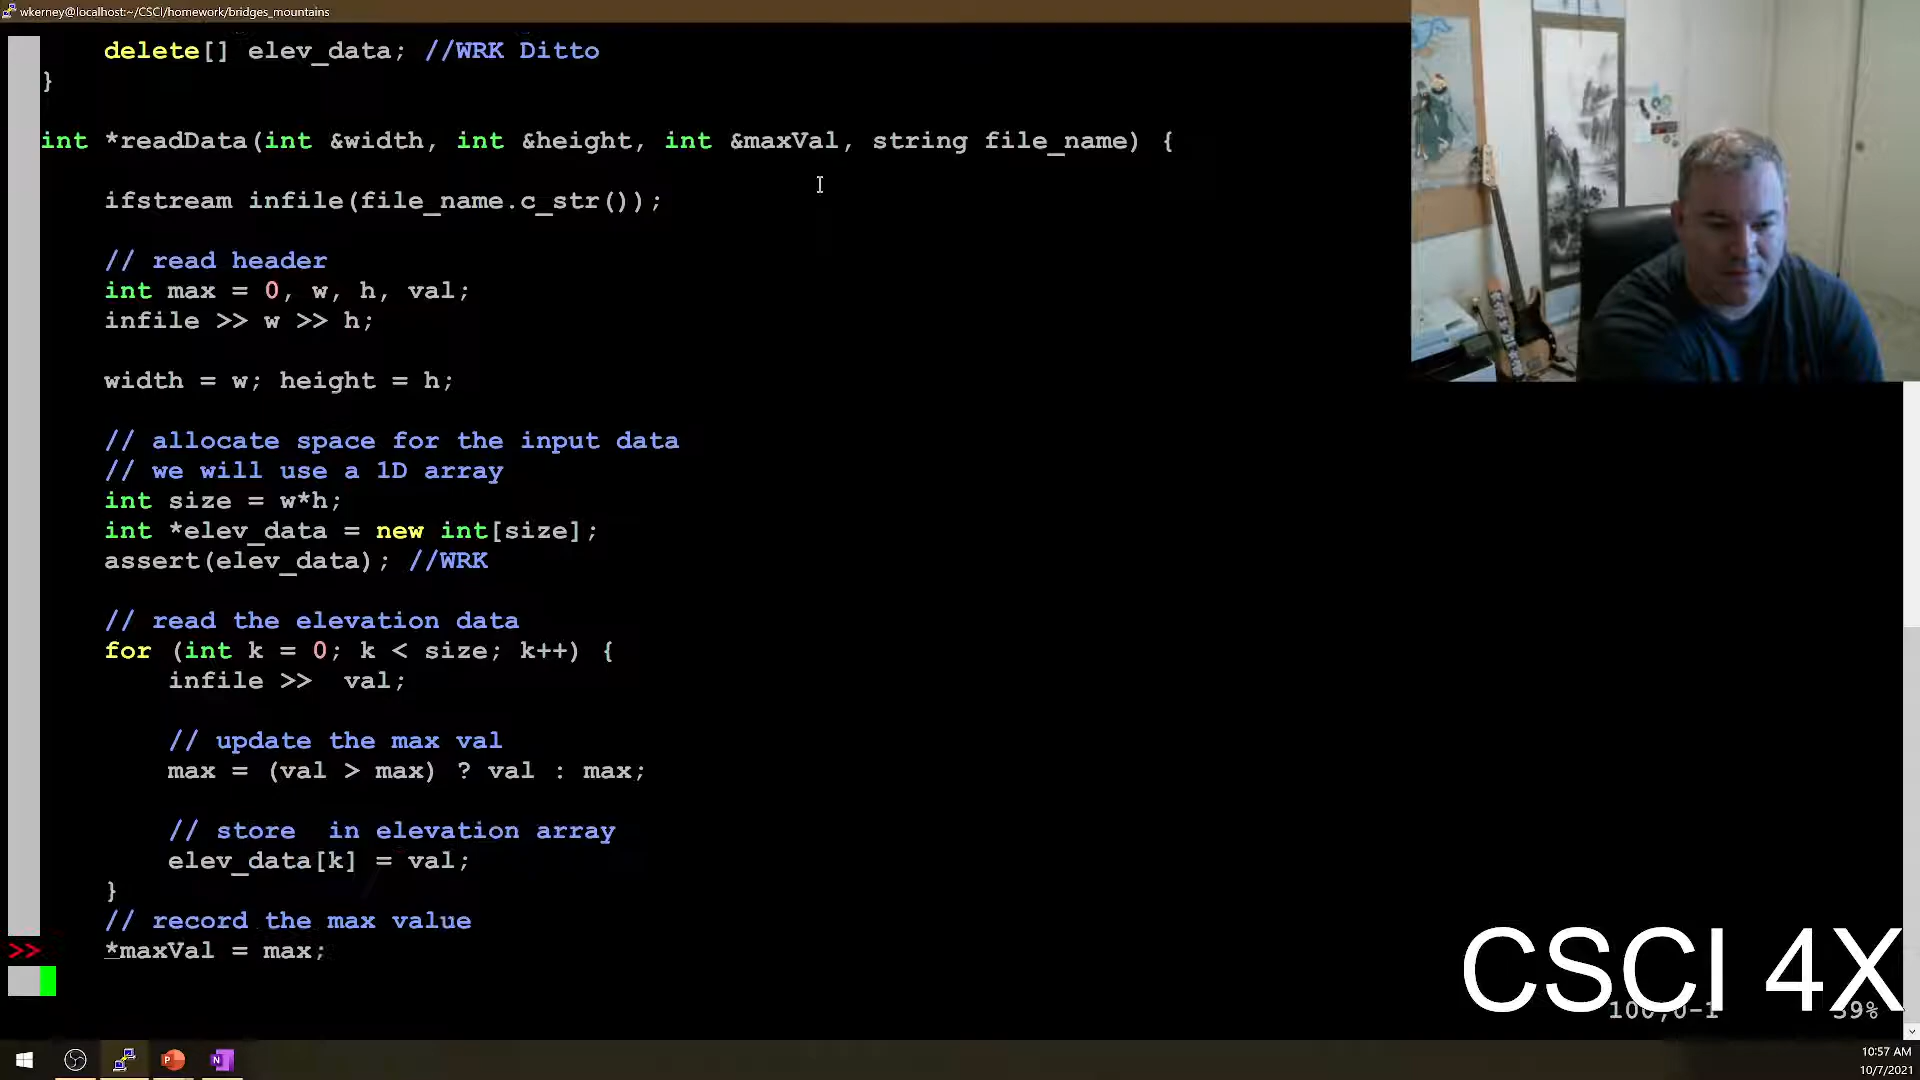 wkerney@localhost:~/CSCI/homework/bridges_mountains
delete[] elev_data; //WRK Ditto
}
int *readData(int &width, int &height, int &maxVal, string file_name) {
ifstream infile(file_name.c_str());
// read header
int max = 0, w, h, val;
infile >> w >> h;
width = w; height = h;
// allocate space for the input data
// we will use a 1D array
int size = w*h;
int *elev_data = new int[size];
assert(elev_data); //WRK
// read the elevation data
for (int k = 0; k < size; k++) {
infile >>  val;
// update the max val
max = (val > max) ? val : max;
// store  in elevation array
elev_data[k] = val;
}
// record the max value
>> *maxVal = max;
CSCI 4X
100,0-1 39%
10:57 AM
10/7/2021